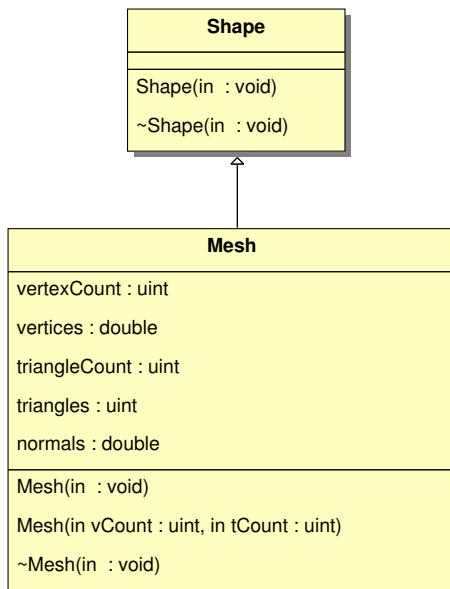 Shape
Shape(in  : void)
~Shape(in  : void)
Mesh
vertexCount : uint
vertices : double
triangleCount : uint
triangles : uint
normals : double
Mesh(in  : void)
Mesh(in vCount : uint, in tCount : uint)
~Mesh(in  : void)